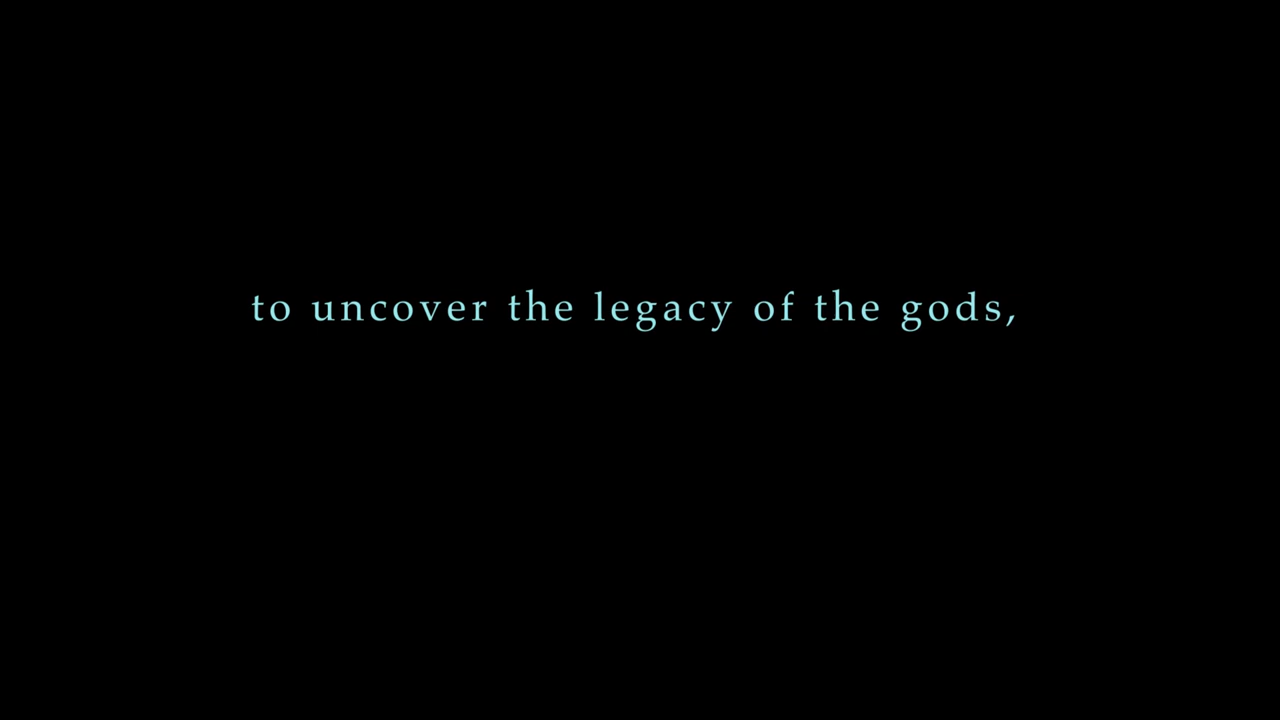 to uncover the legacy of the gods,